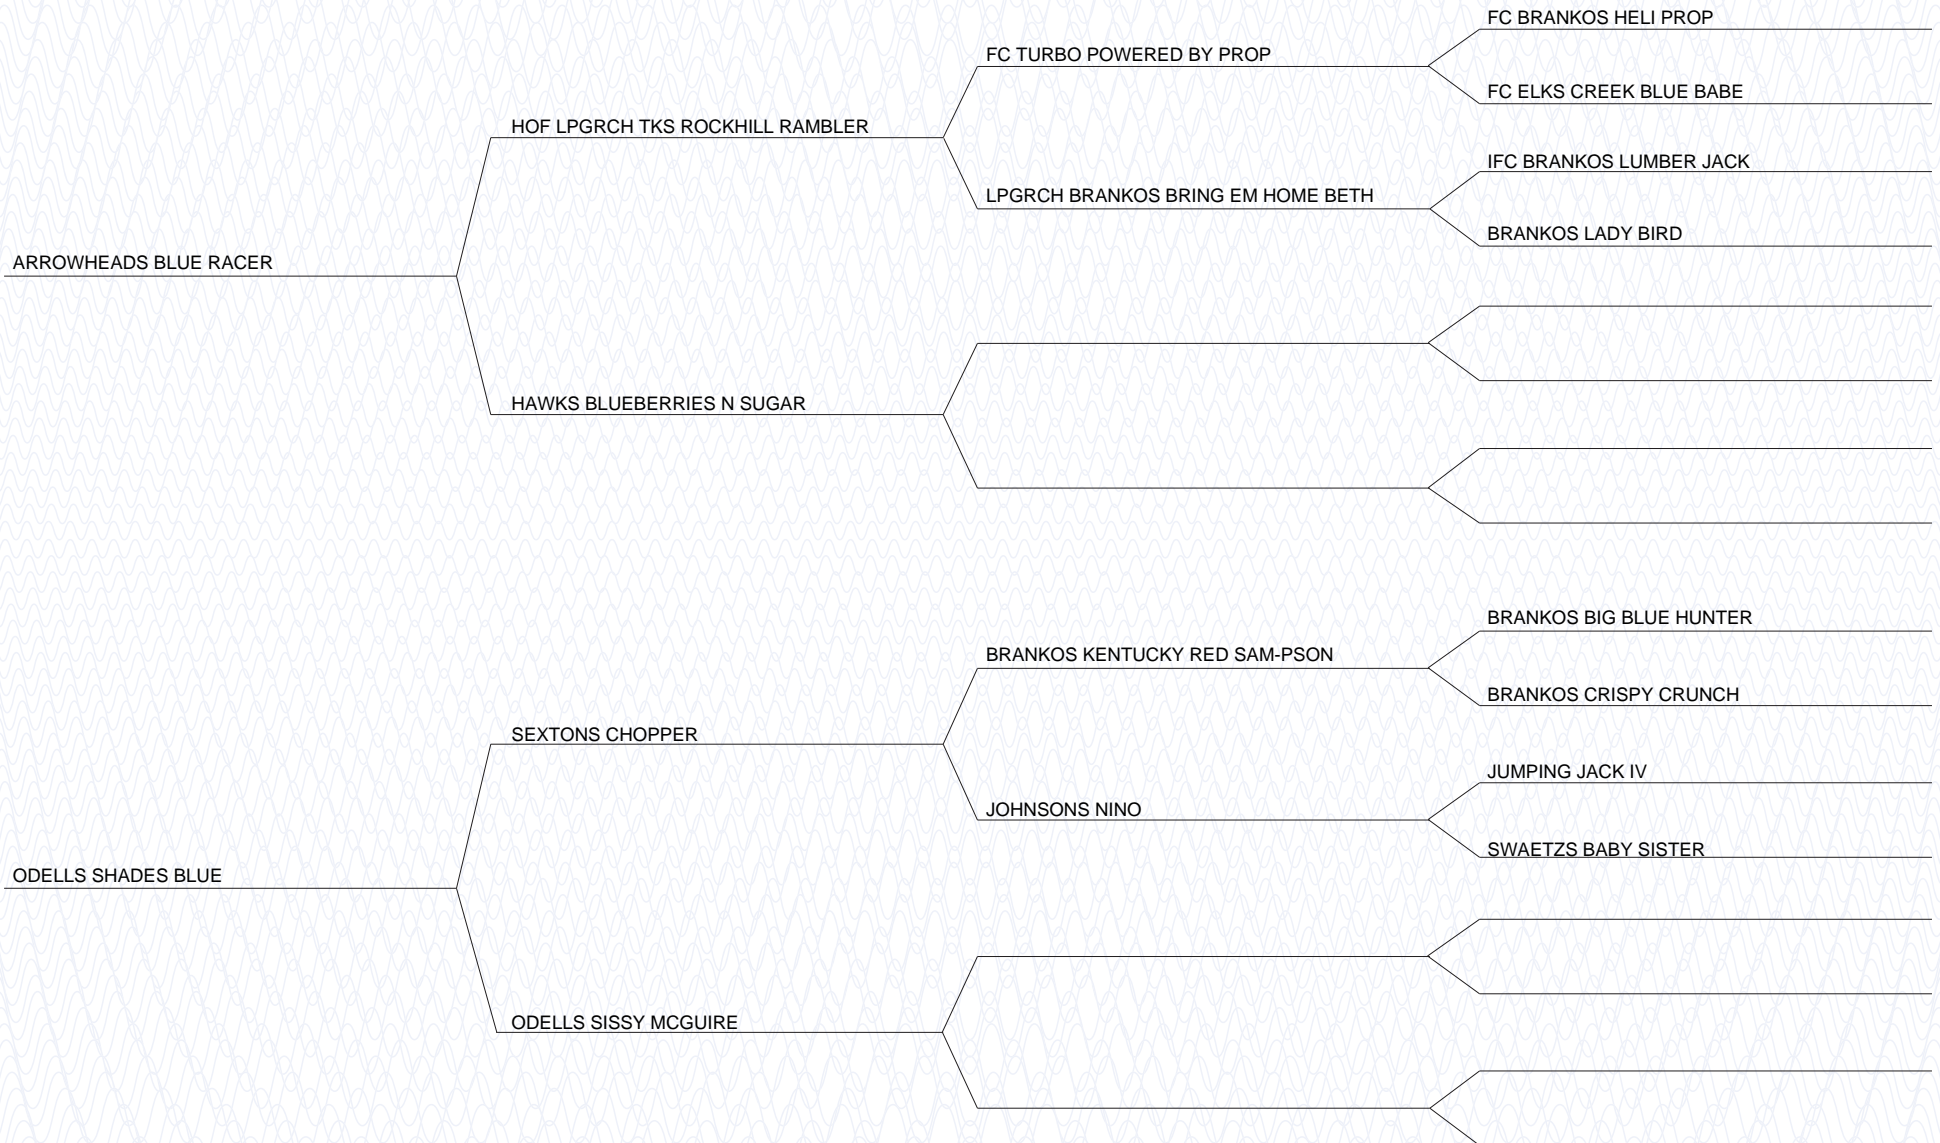 FC BRANKOS HELI PROP
FC TURBO POWERED BY PROP
FC ELKS CREEK BLUE BABE
HOF LPGRCH TKS ROCKHILL RAMBLER
IFC BRANKOS LUMBER JACK
LPGRCH BRANKOS BRING EM HOME BETH
BRANKOS LADY BIRD
ARROWHEADS BLUE RACER
HAWKS BLUEBERRIES N SUGAR
BRANKOS BIG BLUE HUNTER
BRANKOS KENTUCKY RED SAM-PSON
BRANKOS CRISPY CRUNCH
SEXTONS CHOPPER
JUMPING JACK IV
JOHNSONS NINO
SWAETZS BABY SISTER
ODELLS SHADES BLUE
ODELLS SISSY MCGUIRE